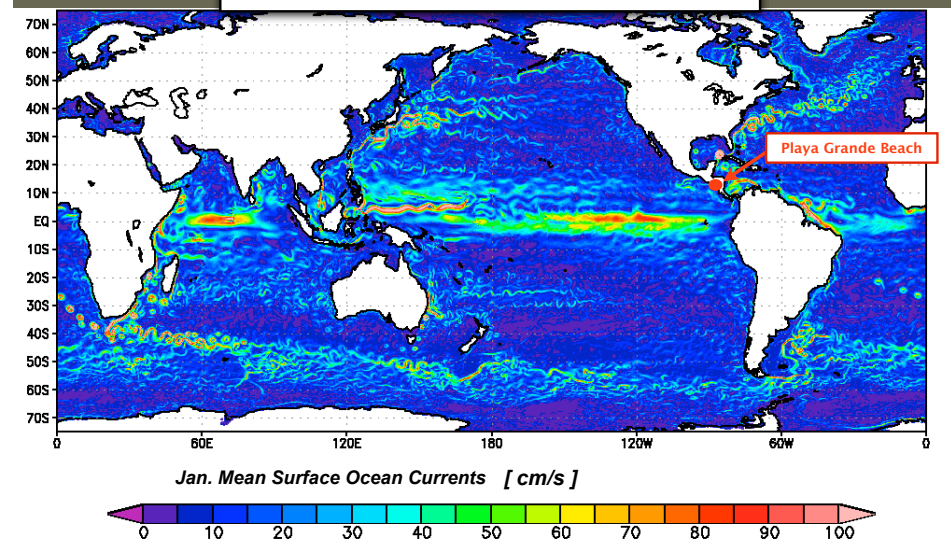 70N
60N
50N
40N
30N
20N
10N
EQ
10S
20S
30S
40S
50S
60S
70S
Playa Grande Beach
0 60E 120E 180 120W 60W 0
Jan. Mean Surface Ocean Currents [ cm/s ]
0 10 20 30 40 50 60 70 80 90 100